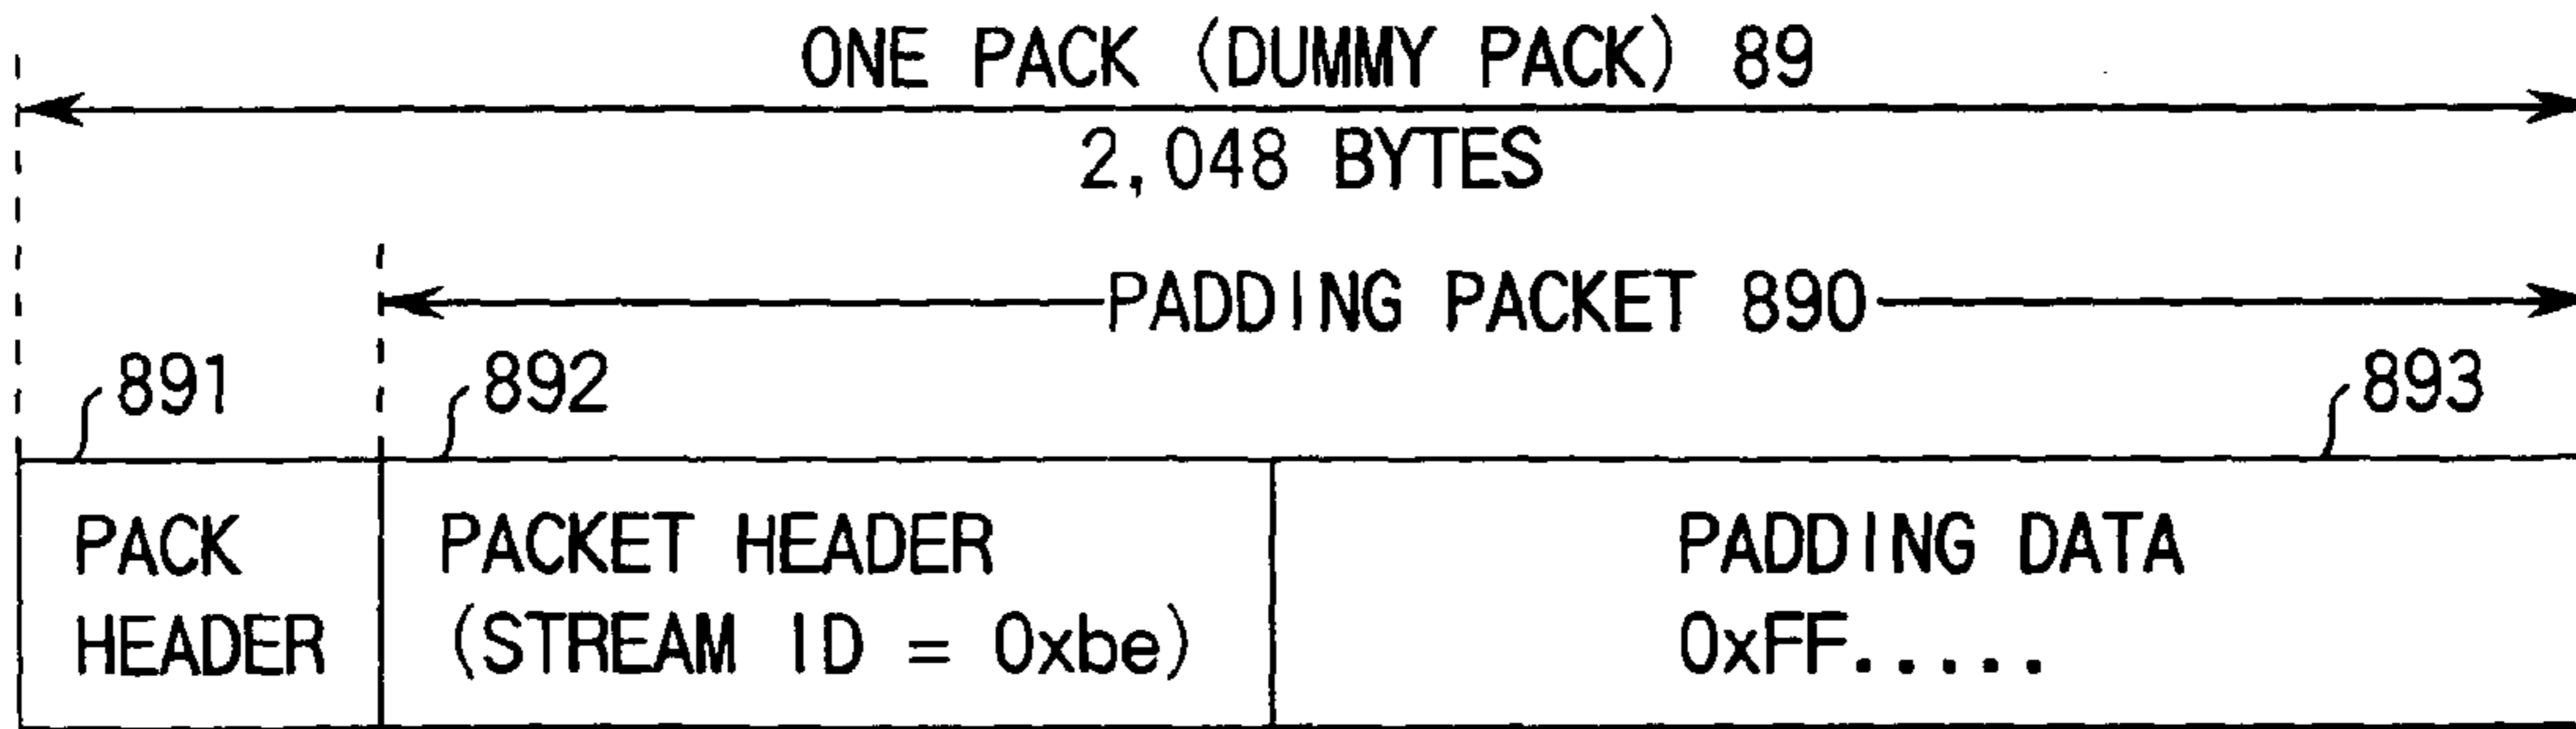 ONE PACK (DUMMY PACK) 89
2,048 BYTES
PADDING PACKET 890
891
892
893
PACK
HEADER
PACKET HEADER
(STREAM ID = 0xbe)
PADDING DATA
0xFF.....